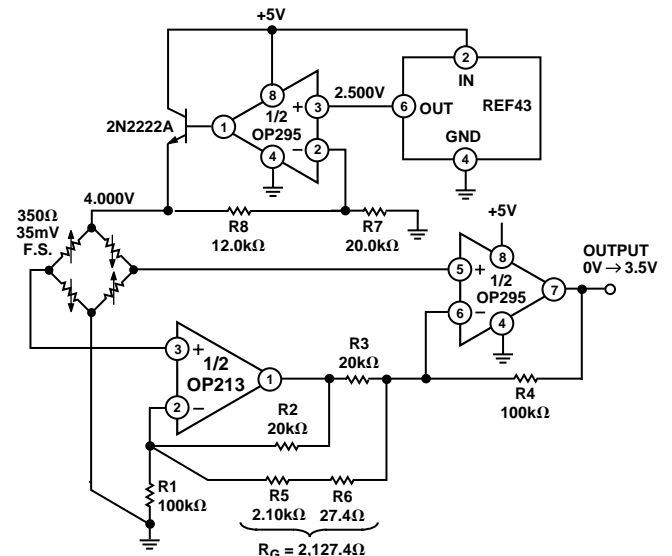 +5V
2
IN
8
1/2
OP295
+
3
2.500V
6
OUT
REF43
2N2222A
1
−
2
4
GND
4
4.000V
R8
12.0kΩ
R7
20.0kΩ
350Ω
35mV
F.S.
+5V
8
OUTPUT
0V → 3.5V
5
+
1/2
OP295
7
6
−
4
3
+
1/2
OP213
1
2
−
R3
20kΩ
R2
20kΩ
R4
100kΩ
R1
100kΩ
R5
2.10kΩ
R6
27.4Ω
RG = 2,127.4Ω